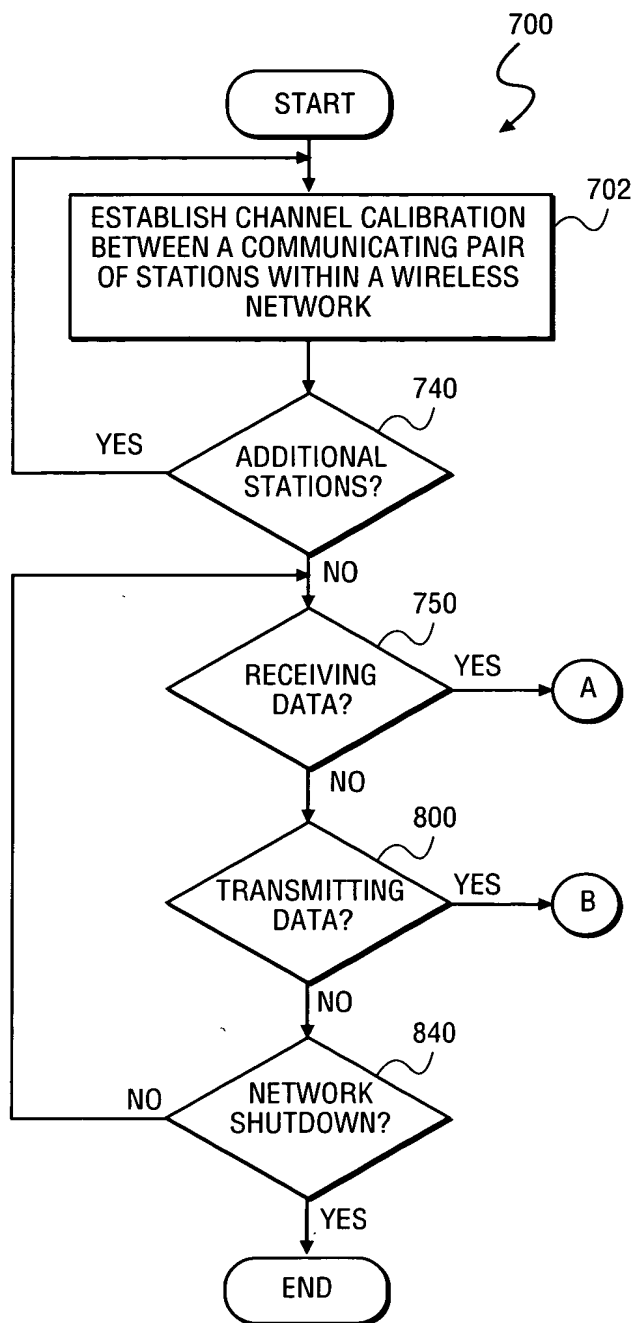 700
START
702
ESTABLISH CHANNEL CALIBRATION
BETWEEN A COMMUNICATING PAIR
OF STATIONS WITHIN A WIRELESS
NETWORK
740
YES
ADDITIONAL
STATIONS?
NO
750
RECEIVING
DATA?
YES
A
NO
800
TRANSMITTING
DATA?
YES
B
NO
840
NETWORK
SHUTDOWN?
NO
YES
END